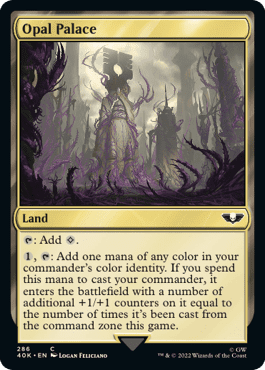 Opal Palace
Land
: Add .
1, : Add one mana of any color in your
commander's color identity. If you spend
this mana to cast your commander, it
enters the battlefield with a number of
additional +1/+1 counters on it equal to
the number of times it's been cast from
the command zone this game.
286 C © GW
40K • EN LOGAN FELICIANO ™ & © 2022 Wizards of the Coast